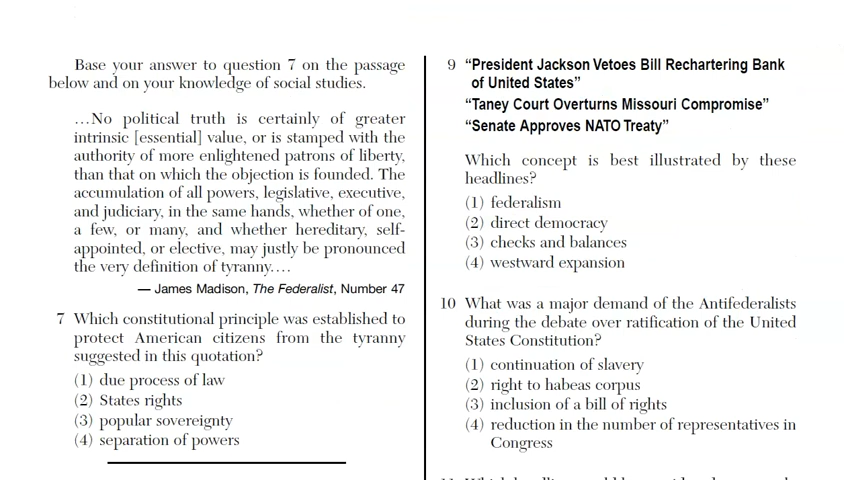 Base your answer to question 7 on the passage
below and on your knowledge of social studies.
…No political truth is certainly of greater
intrinsic [essential] value, or is stamped with the
authority of more enlightened patrons of liberty,
than that on which the objection is founded. The
accumulation of all powers, legislative, executive,
and judiciary, in the same hands, whether of one,
a few, or many, and whether hereditary, self-
appointed, or elective, may justly be pronounced
the very definition of tyranny.…
— James Madison, The Federalist, Number 47
7 Which constitutional principle was established to
protect American citizens from the tyranny
suggested in this quotation?
(1) due process of law
(2) States rights
(3) popular sovereignty
(4) separation of powers
9 “President Jackson Vetoes Bill Rechartering Bank
of United States”
“Taney Court Overturns Missouri Compromise”
“Senate Approves NATO Treaty”
Which concept is best illustrated by these
headlines?
(1) federalism
(2) direct democracy
(3) checks and balances
(4) westward expansion
10 What was a major demand of the Antifederalists
during the debate over ratification of the United
States Constitution?
(1) continuation of slavery
(2) right to habeas corpus
(3) inclusion of a bill of rights
(4) reduction in the number of representatives in
Congress